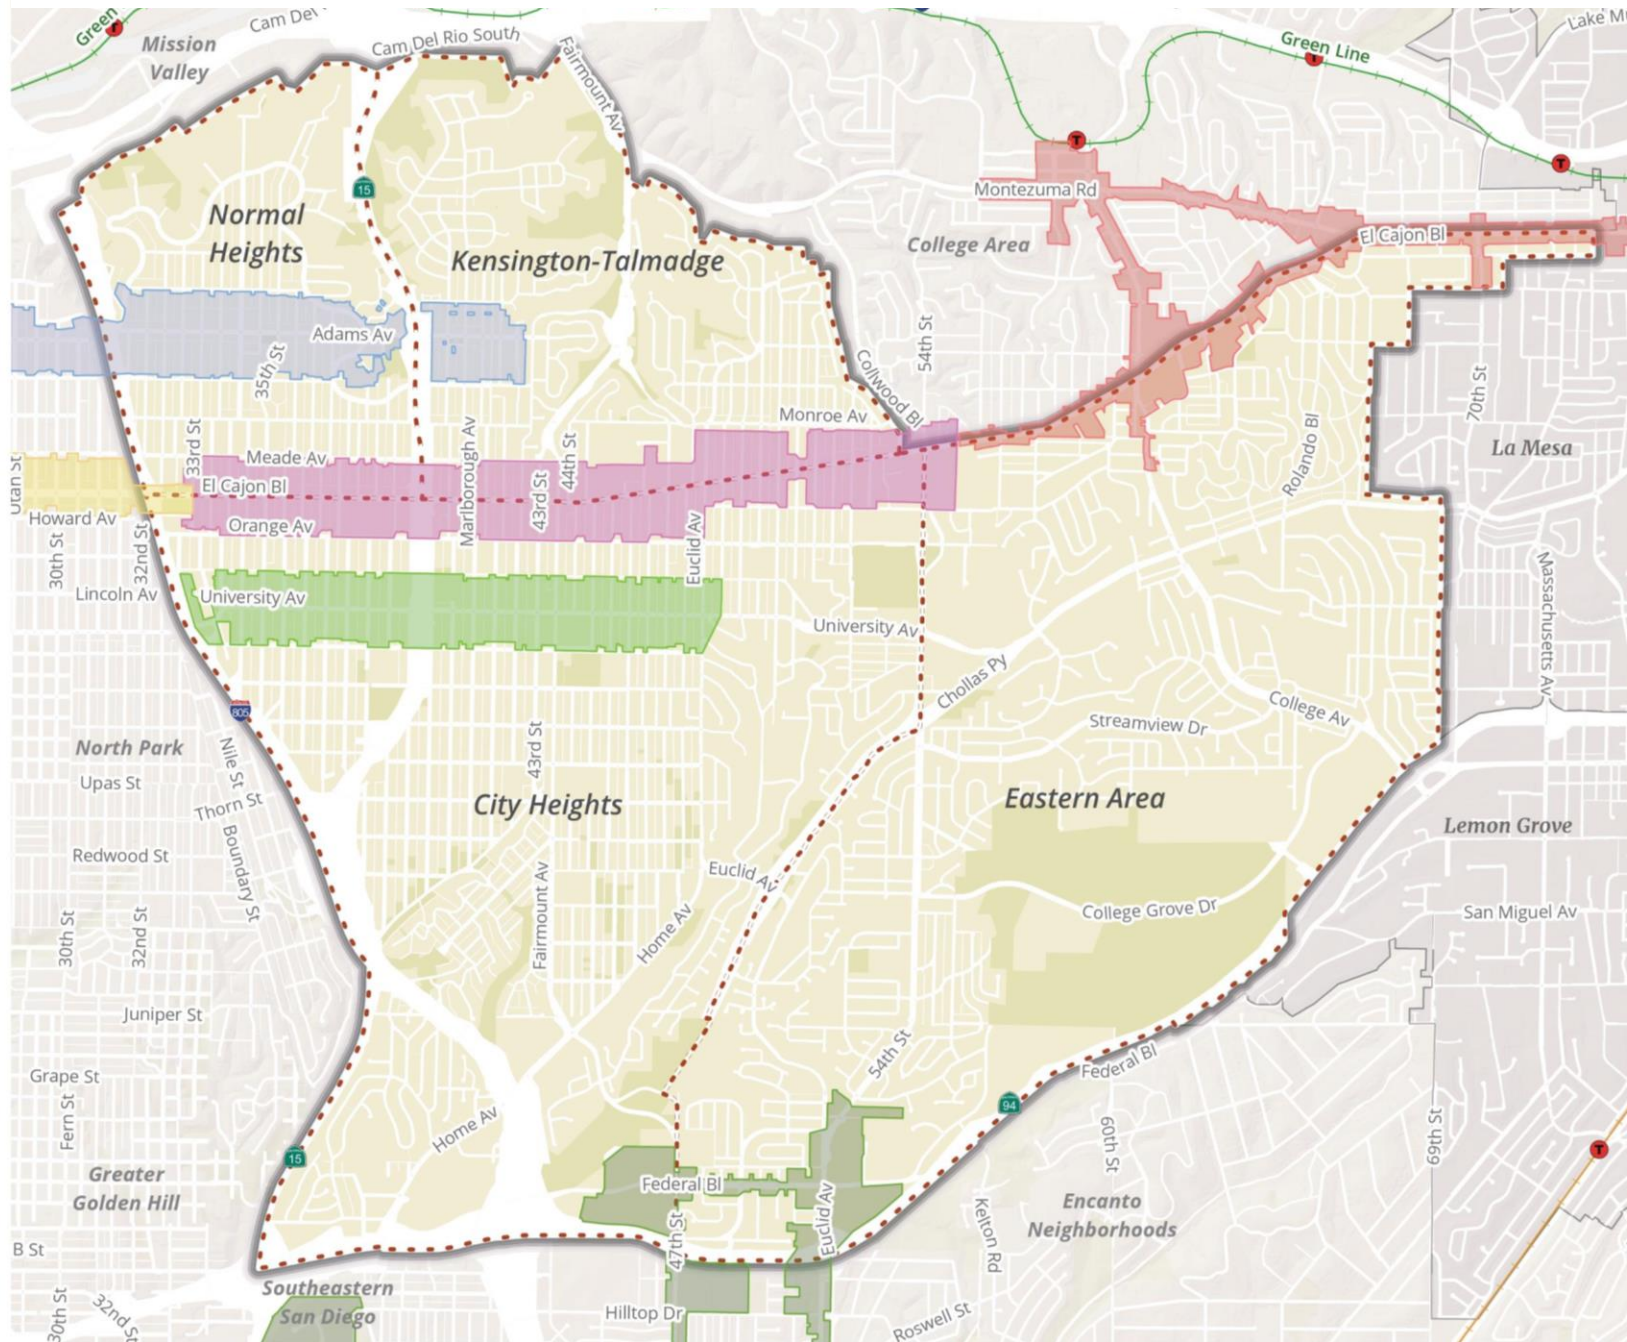 Green
Cam Del
Cam Del Rio South
Fairmount Av
Green Line
Mission
Valley
15
Montezuma Rd
Normal
Heights
Kensington-Talmadge
College Area
El Cajon Bl
Adams Av
35th St
54th St
Collwood Bl
Monroe Av
70th St
33rd St
Meade Av
Marlborough Av
44th St
43rd St
El Cajon Bl
Orange Av
Howard Av
Rolando Bl
La Mesa
Euclid Av
30th St
32nd St
Lincoln Av
University Av
University Av
Massachusetts Av
Chollas Py
805
College Av
Streamview Dr
North Park
Nile St
43rd St
Upas St
Thorn St
City Heights
Eastern Area
Lemon Grove
Redwood St
Boundary St
Euclid Av
Fairmount Av
Home Av
College Grove Dr
San Miguel Av
30th St
32nd St
Juniper St
54th St
Federal Bl
Grape St
Fern St
Home Av
94
60th St
69th St
15
T
T
T
T
Greater
Golden Hill
Federal Bl
47th St
Euclid Av
Kelton Rd
Encanto
Neighborhoods
B St
Southeastern
San Diego
30th St
32nd St
Hilltop Dr
Roswell St